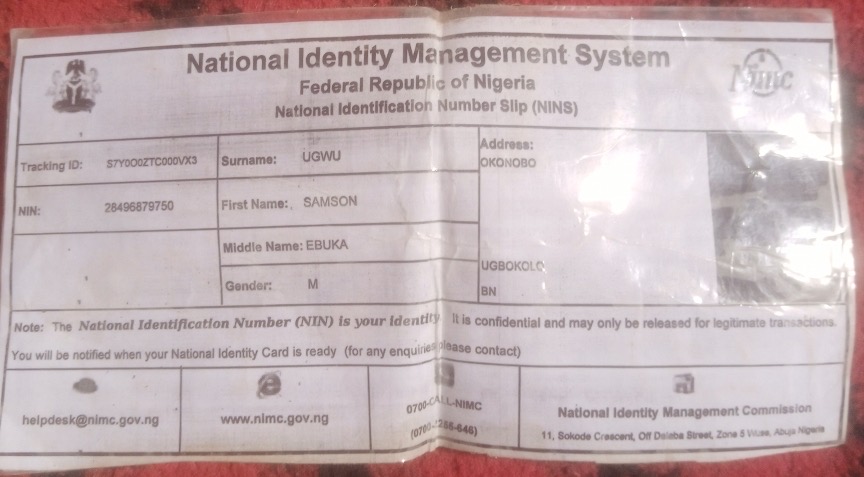 National Identity Management System
Federal Republic of Nigeria
National Identification Number Slip (NINS)
nimc
Tracking ID: S7Y0O0ZTC000VX3
Surname: UGWU
Address:
OKONOBO
NIN: 28496879750
First Name: SAMSON
Middle Name: EBUKA
UGBOKOLO
Gender: M
BN
Note: The National Identification Number (NIN) is your identity. It is confidential and may only be released for legitimate transactions.
You will be notified when your National Identity Card is ready (for any enquiries please contact)
helpdesk@nimc.gov.ng
www.nimc.gov.ng
0700-CALL-NIMC
(0700-2255-646)
National Identity Management Commission
11, Sokode Crescent, Off Dalaba Street, Zone 5 Wuse, Abuja Nigeria